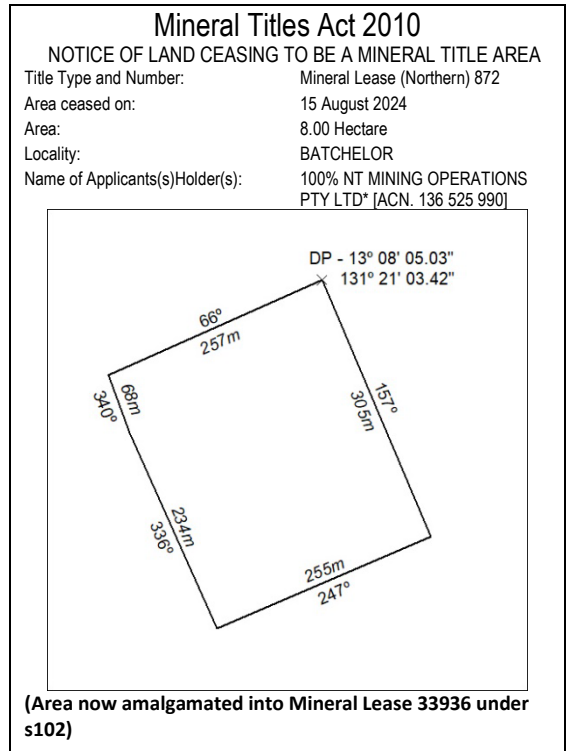 Mineral Titles Act 2010
NOTICE OF LAND CEASING TO BE A MINERAL TITLE AREA
Title Type and Number: Mineral Lease (Northern) 872
Area ceased on: 15 August 2024
Area: 8.00 Hectare
Locality: BATCHELOR
Name of Applicants(s)Holder(s): 100% NT MINING OPERATIONS
PTY LTD* [ACN. 136 525 990]
DP - 13º 08' 05.03"
131º 21' 03.42"
66º
257m
68m
340º
157º
305m
234m
336º
255m
247º
(Area now amalgamated into Mineral Lease 33936 under
s102)